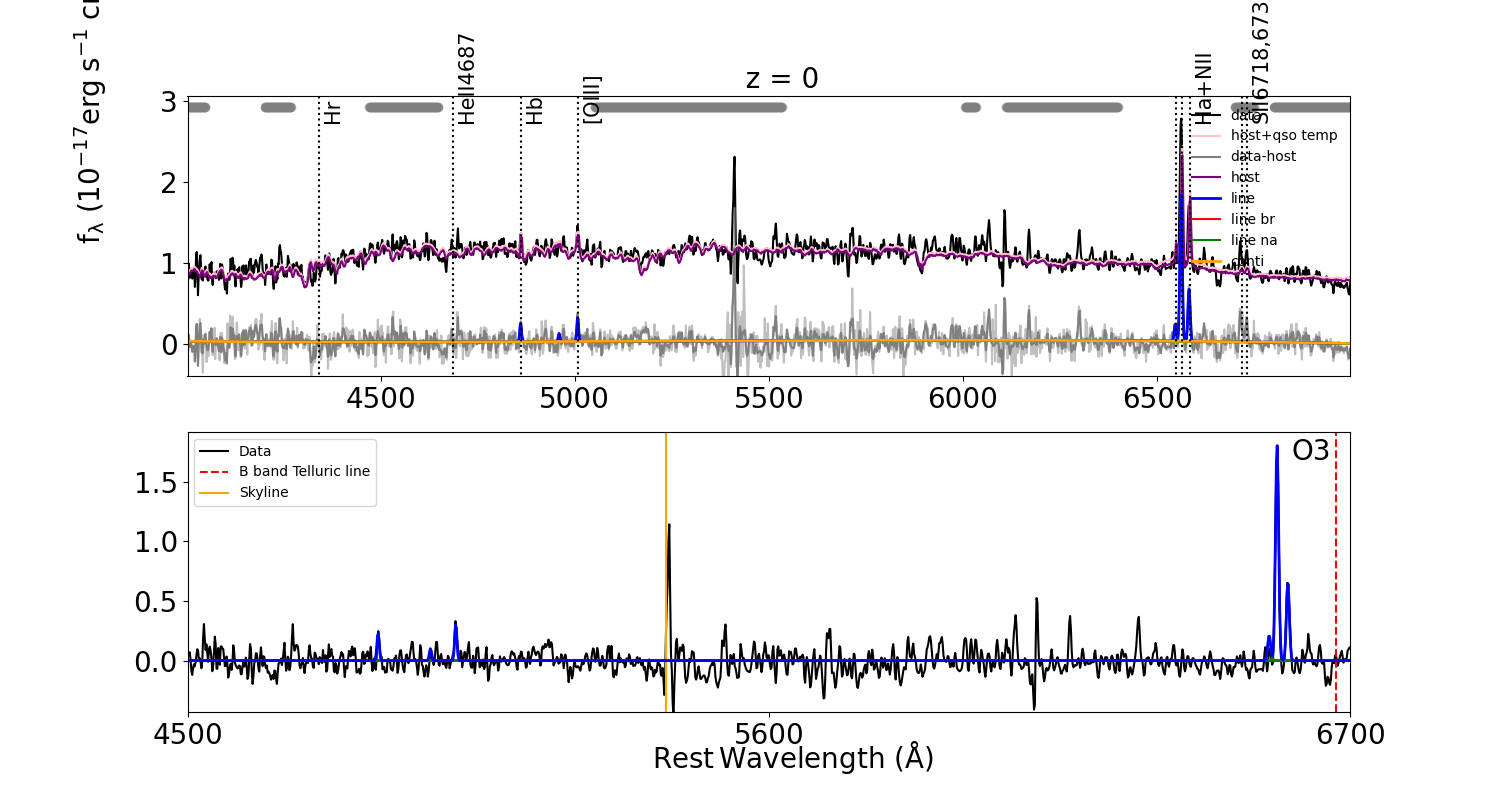 z = 0
f_λ (10^−17 erg s^−1
Hr
HeII4687
Hb
[OIII]
Ha+NII
SII6718,673
data
host+qso temp
data-host
host
line
line br
line na
conti
3
2
1
0
4500 5000 5500 6000 6500
Data
B band Telluric line
Skyline
O3
1.5
1.0
0.5
0.0
4500 5600 6700
Rest Wavelength (Å)